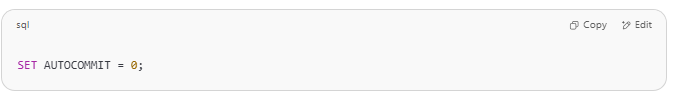 sql
Copy
Edit
SET AUTOCOMMIT = 0;